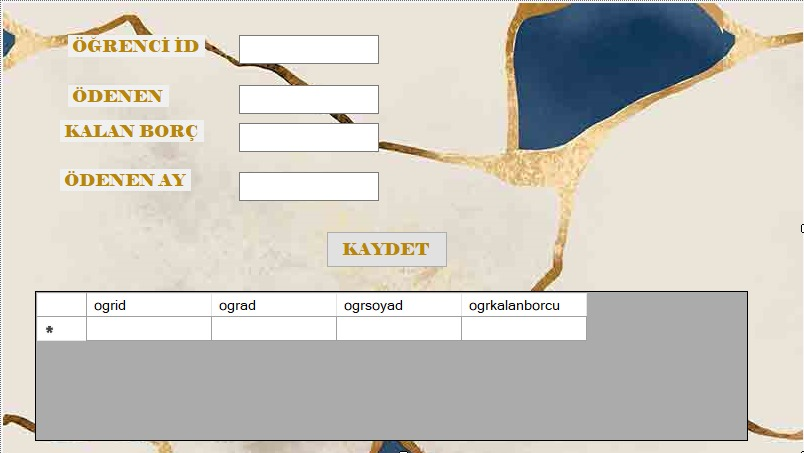 ÖĞRENCİ İD
ÖDENEN
KALAN BORÇ
ÖDENEN AY
KAYDET
ogrid ograd ogrsoyad ogrkalanborcu
*